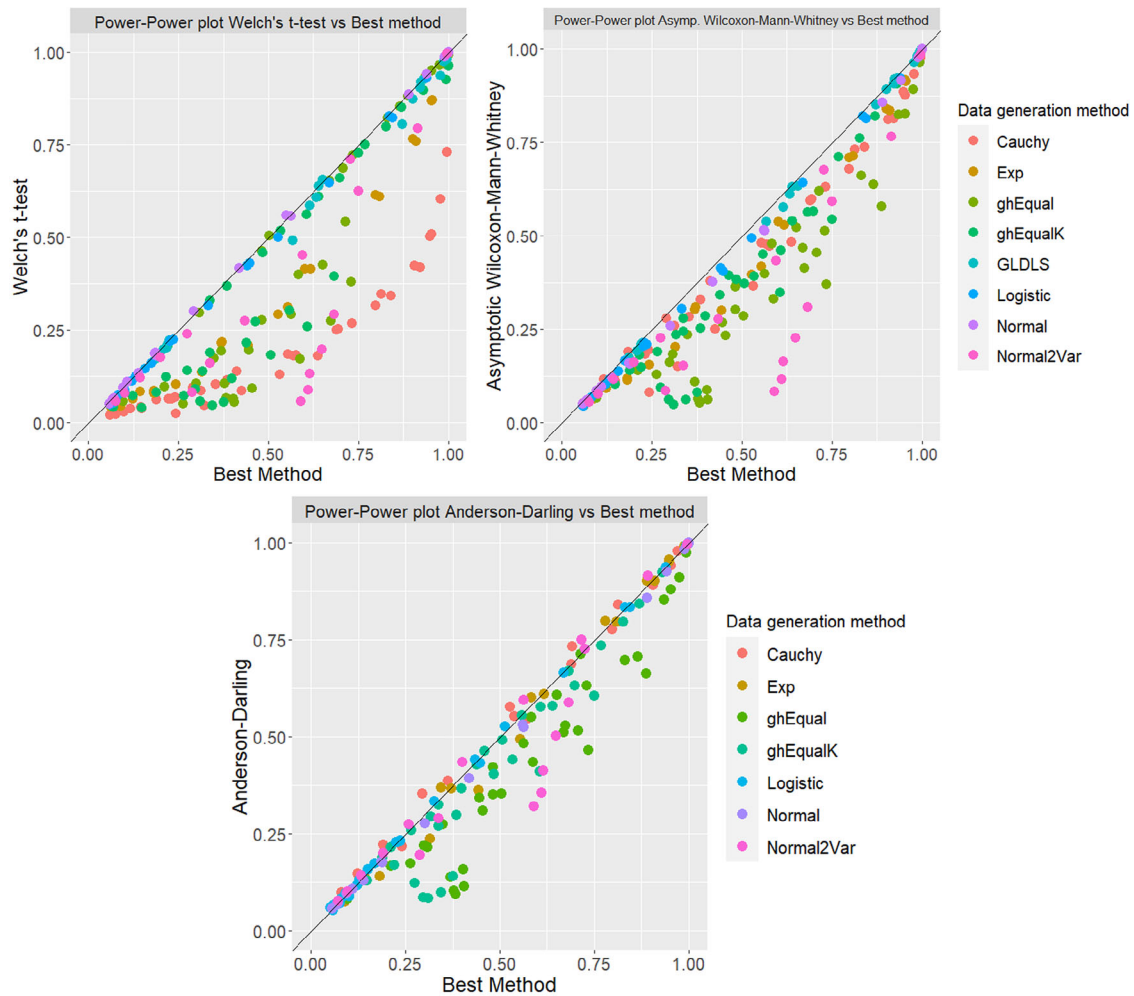 Power-Power plot Welch's t-test vs Best method
1.00
0.75
0.50
0.25
0.00
Welch's t-test
0.00 0.25 0.50 0.75 1.00
Best Method
Power-Power plot Asymp. Wilcoxon-Mann-Whitney vs Best method
1.00
0.75
0.50
0.25
0.00
Asymptotic Wilcoxon-Mann-Whitney
0.00 0.25 0.50 0.75 1.00
Best Method
Data generation method
Cauchy
Exp
ghEqual
ghEqualK
GLDLS
Logistic
Normal
Normal2Var
Power-Power plot Anderson-Darling vs Best method
1.00
0.75
0.50
0.25
0.00
Anderson-Darling
0.00 0.25 0.50 0.75 1.00
Best Method
Data generation method
Cauchy
Exp
ghEqual
ghEqualK
Logistic
Normal
Normal2Var